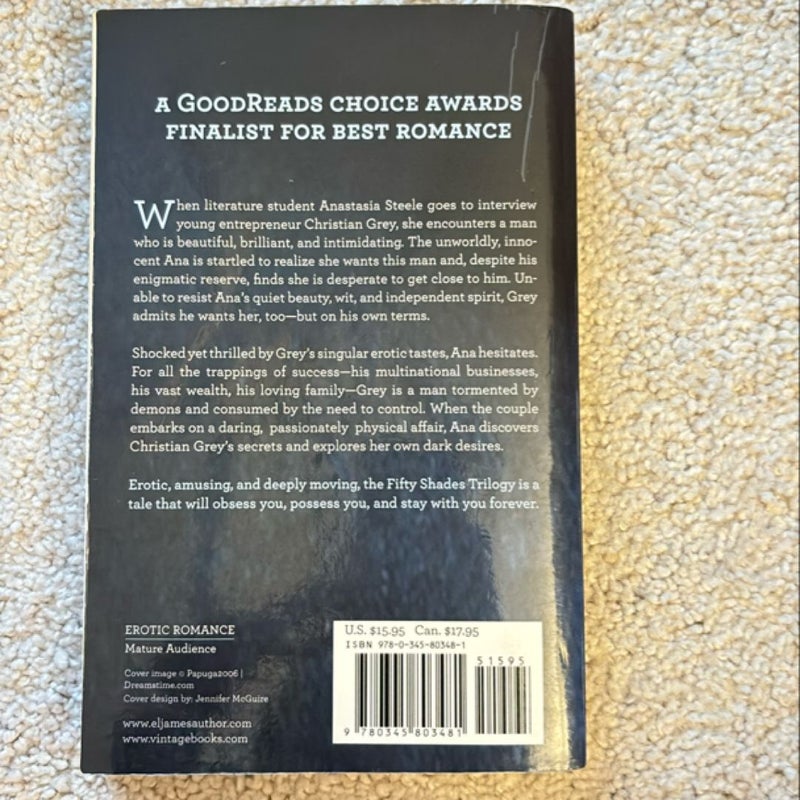 A GOODREADS CHOICE AWARDS
FINALIST FOR BEST ROMANCE
When literature student Anastasia Steele goes to interview
young entrepreneur Christian Grey, she encounters a man
who is beautiful, brilliant, and intimidating. The unworldly, inno-
cent Ana is startled to realize she wants this man and, despite his
enigmatic reserve, finds she is desperate to get close to him. Un-
able to resist Ana's quiet beauty, wit, and independent spirit, Grey
admits he wants her, too—but on his own terms.
Shocked yet thrilled by Grey's singular erotic tastes, Ana hesitates.
For all the trappings of success—his multinational businesses,
his vast wealth, his loving family—Grey is a man tormented by
demons and consumed by the need to control. When the couple
embarks on a daring, passionately physical affair, Ana discovers
Christian Grey's secrets and explores her own dark desires.
Erotic, amusing, and deeply moving, the Fifty Shades Trilogy is a
tale that will obsess you, possess you, and stay with you forever.
EROTIC ROMANCE
Mature Audience
Cover image © Papuga2006 |
Dreamstime.com
Cover design by: Jennifer McGuire
www.eljamesauthor.com
www.vintagebooks.com
U.S. $15.95 Can. $17.95
ISBN 978-0-345-80348-1
51595
9 780345 803481